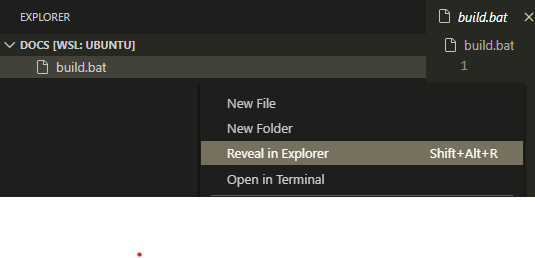 EXPLORER
build.bat
DOCS [WSL: UBUNTU]
build.bat
build.bat
1
New File
New Folder
Reveal in Explorer Shift+Alt+R
Open in Terminal